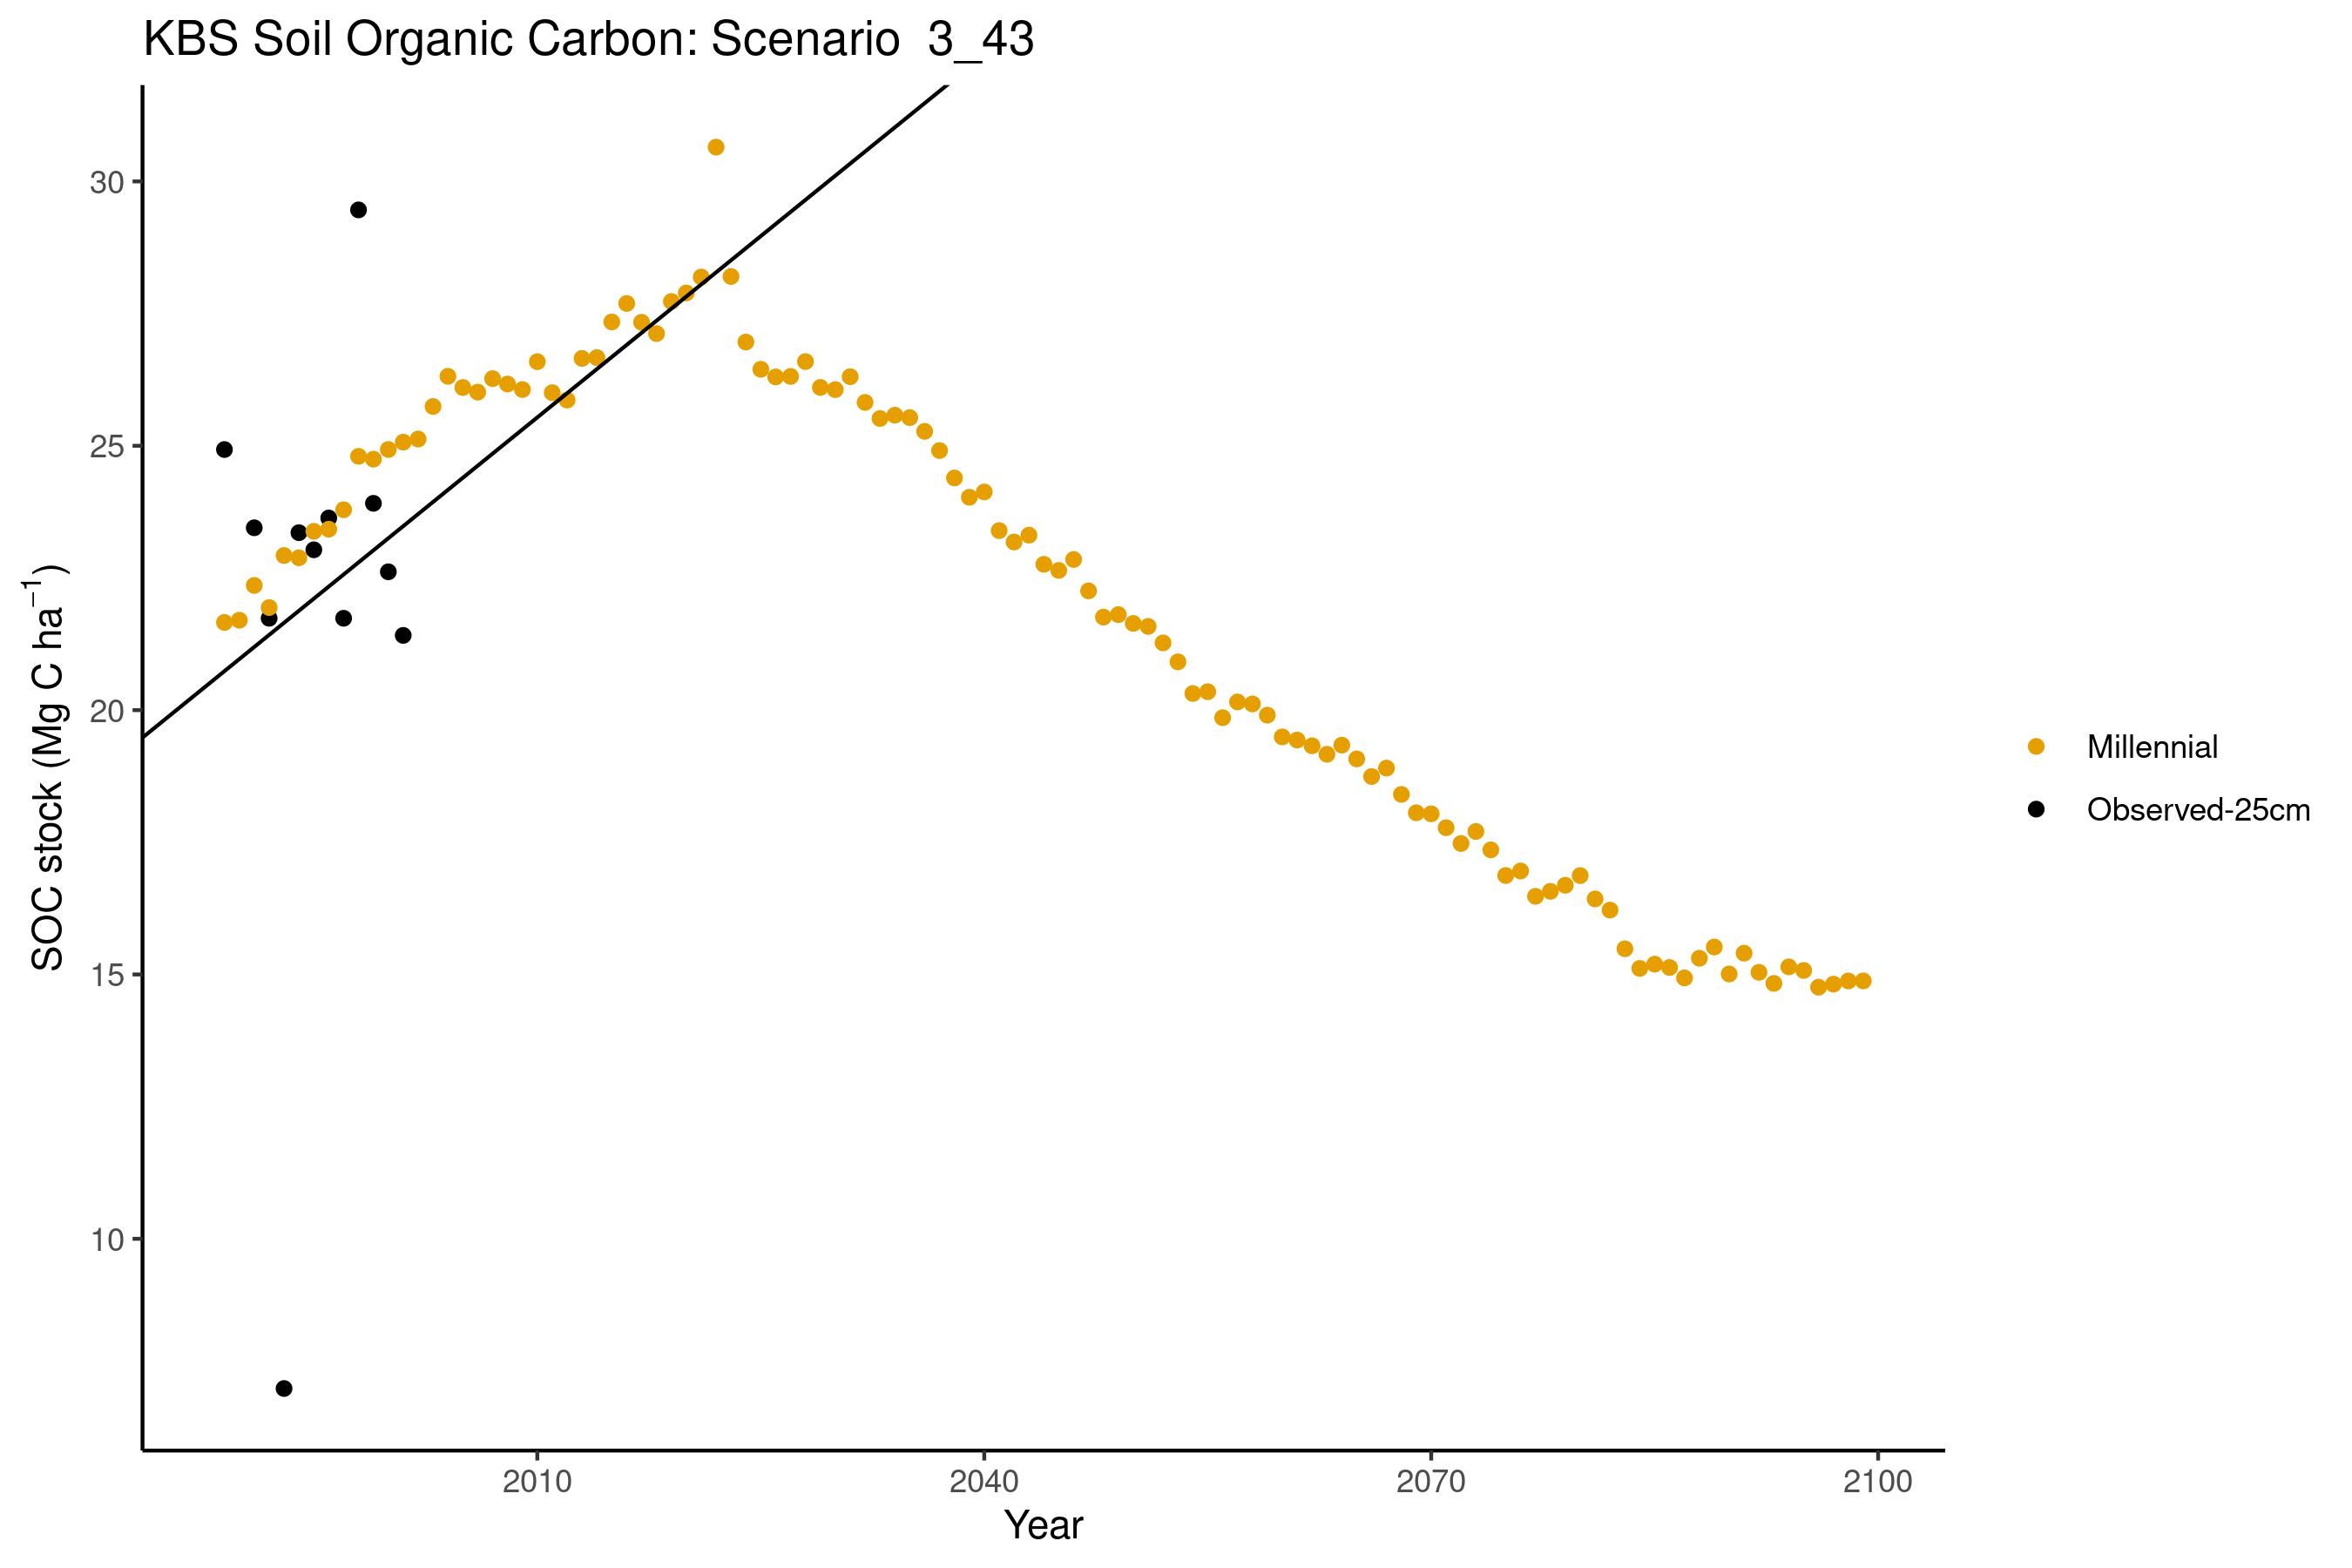 KBS Soil Organic Carbon: Scenario  3_43
SOC stock (Mg C ha⁻¹)
30
25
20
15
10
2010
2040
2070
2100
Year
Millennial
Observed-25cm